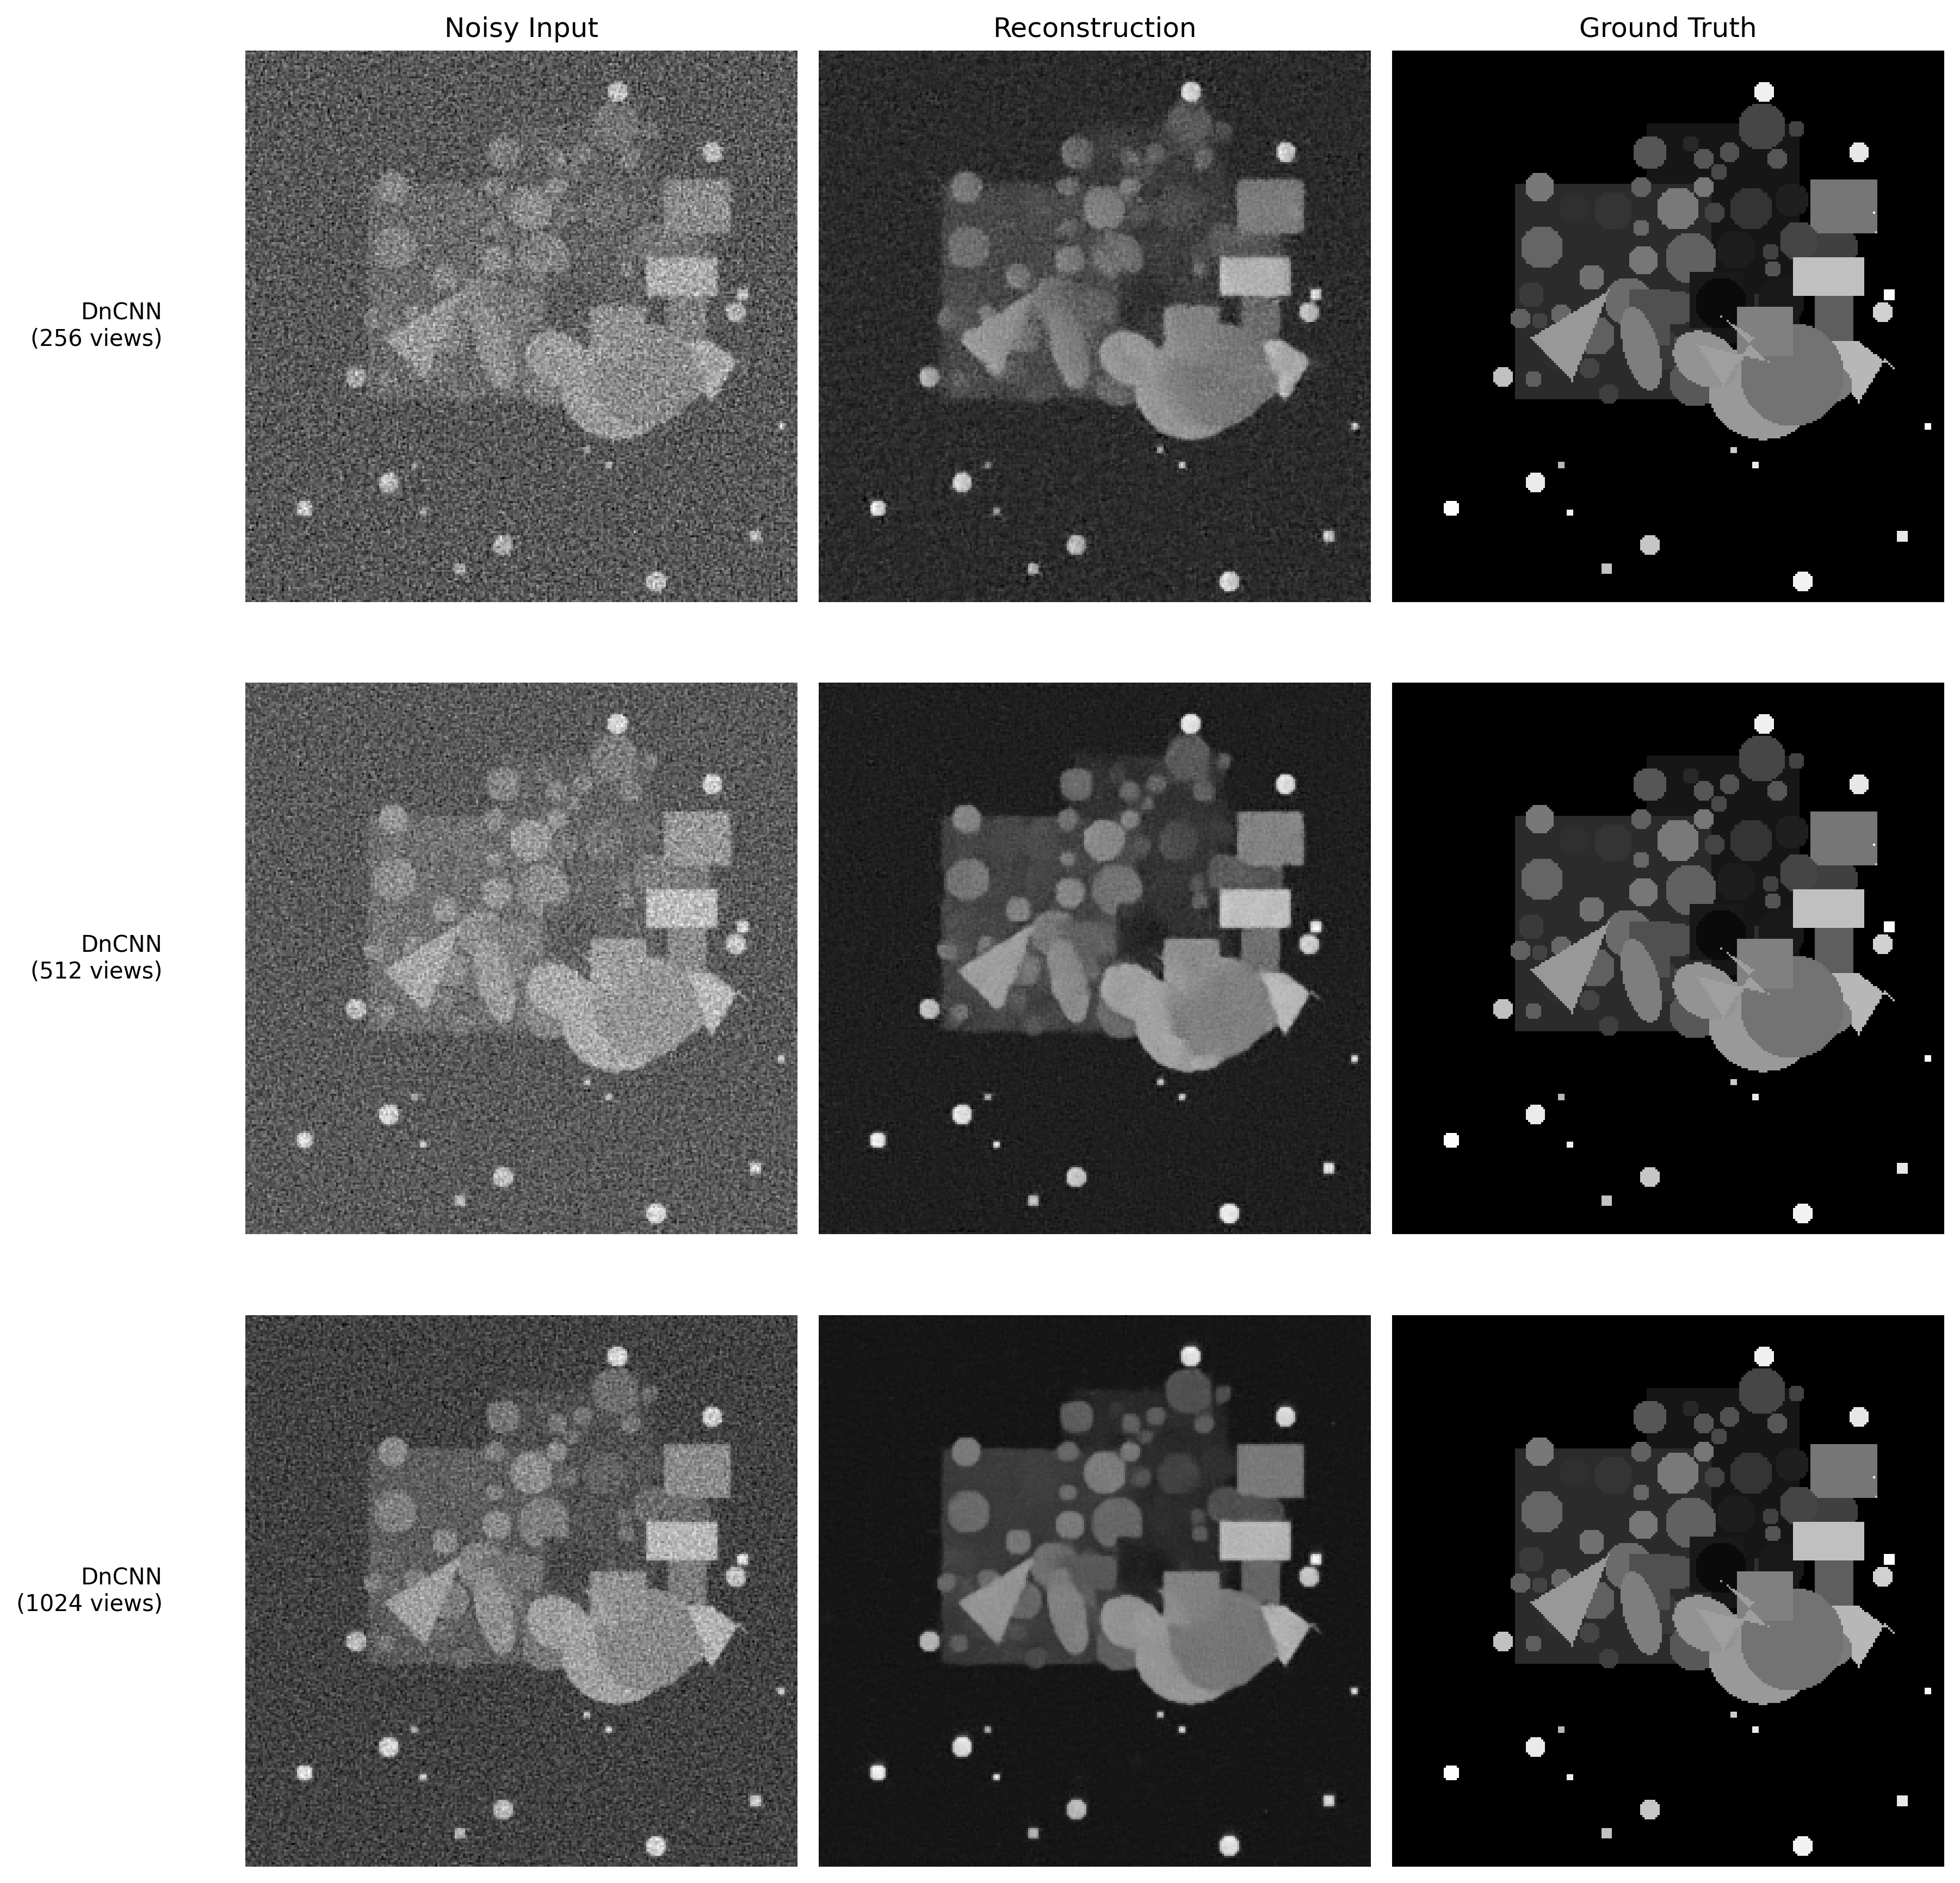 Noisy Input
Reconstruction
Ground Truth
DnCNN
(256 views)
DnCNN
(512 views)
DnCNN
(1024 views)